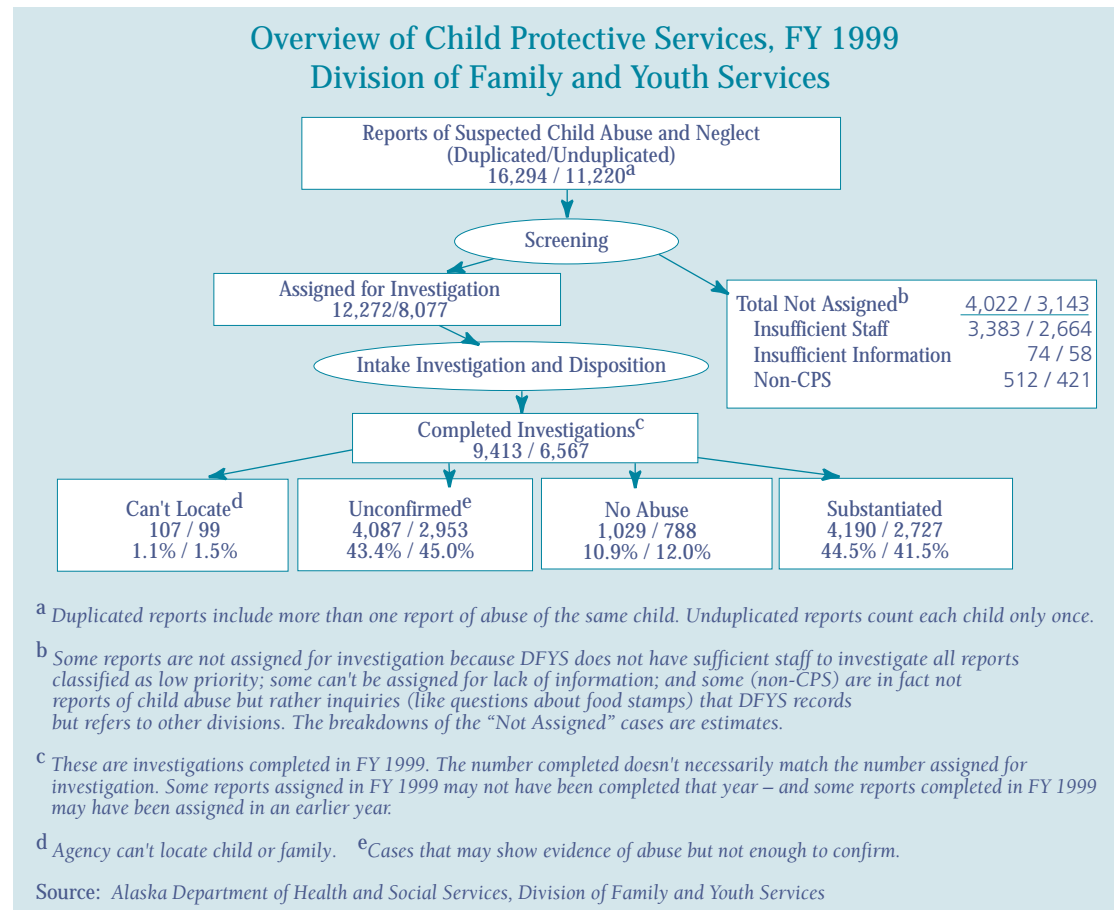 Overview of Child Protective Services, FY 1999
Division of Family and Youth Services
Reports of Suspected Child Abuse and Neglect
(Duplicated/Unduplicated)
16,294 / 11,220a
Screening
Assigned for Investigation
12,272/8,077
Total Not Assignedb 4,022 / 3,143
Insufficient Staff 3,383 / 2,664
Insufficient Information 74 / 58
Non-CPS 512 / 421
Intake Investigation and Disposition
Completed Investigationsc
9,413 / 6,567
Can't Located
107 / 99
1.1% / 1.5%
Unconfirmede
4,087 / 2,953
43.4% / 45.0%
No Abuse
1,029 / 788
10.9% / 12.0%
Substantiated
4,190 / 2,727
44.5% / 41.5%
a Duplicated reports include more than one report of abuse of the same child. Unduplicated reports count each child only once.
b Some reports are not assigned for investigation because DFYS does not have sufficient staff to investigate all reports
classified as low priority; some can't be assigned for lack of information; and some (non-CPS) are in fact not
reports of child abuse but rather inquiries (like questions about food stamps) that DFYS records
but refers to other divisions. The breakdowns of the “Not Assigned” cases are estimates.
c These are investigations completed in FY 1999. The number completed doesn't necessarily match the number assigned for
investigation. Some reports assigned in FY 1999 may not have been completed that year – and some reports completed in FY 1999
may have been assigned in an earlier year.
d Agency can't locate child or family. eCases that may show evidence of abuse but not enough to confirm.
Source: Alaska Department of Health and Social Services, Division of Family and Youth Services